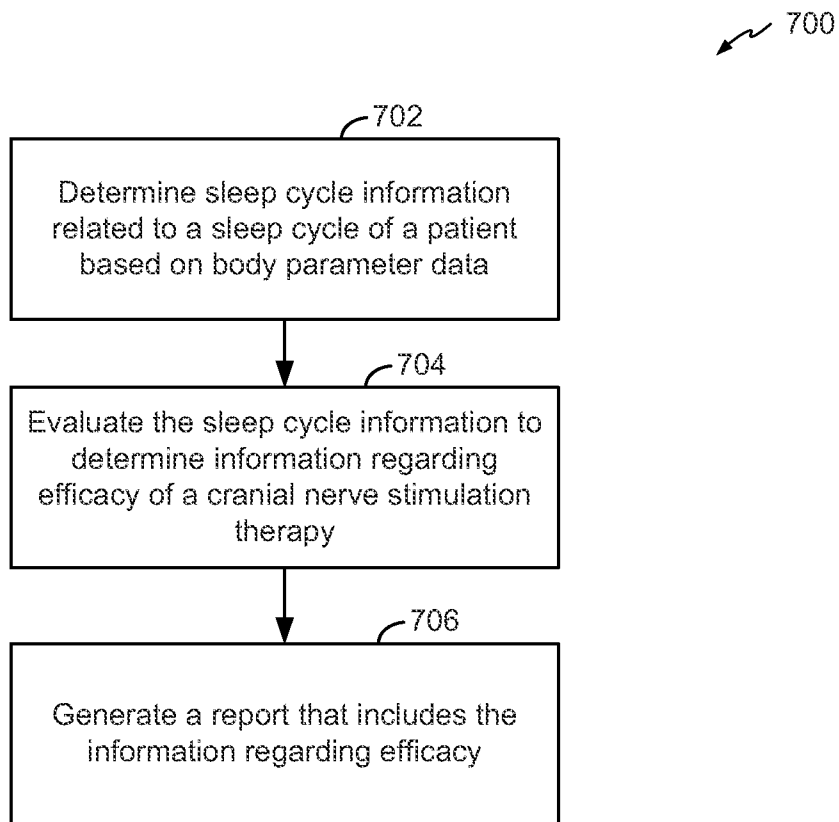 700
702
Determine sleep cycle information
related to a sleep cycle of a patient
based on body parameter data
704
Evaluate the sleep cycle information to
determine information regarding
efficacy of a cranial nerve stimulation
therapy
706
Generate a report that includes the
information regarding efficacy